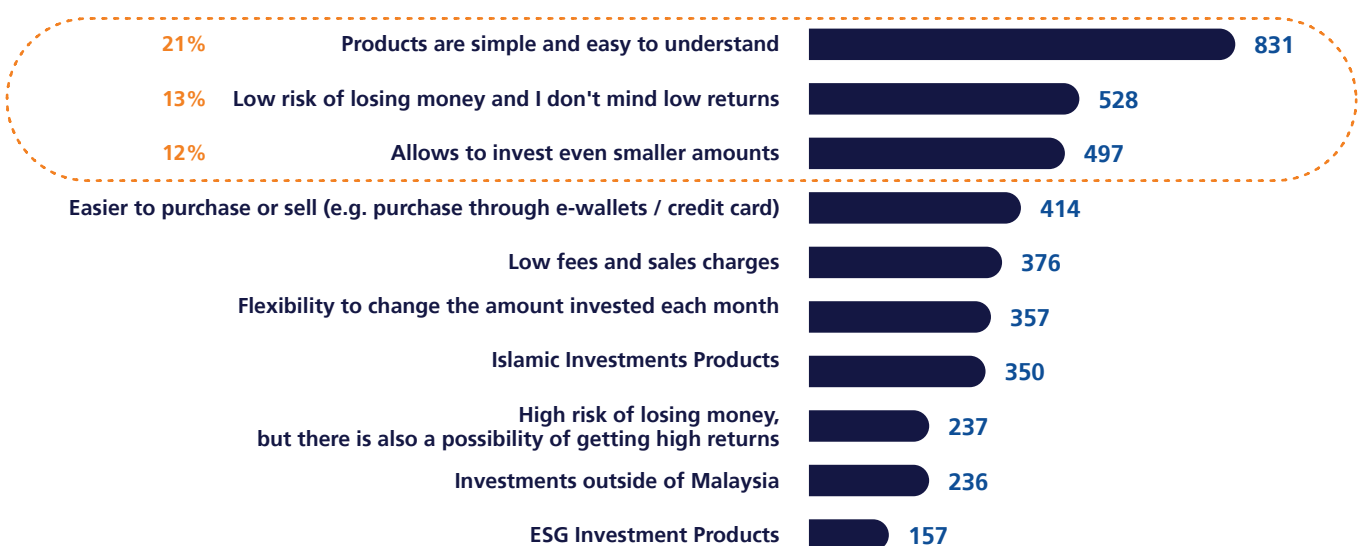 21% Products are simple and easy to understand 831
13% Low risk of losing money and I don't mind low returns 528
12% Allows to invest even smaller amounts 497
Easier to purchase or sell (e.g. purchase through e-wallets / credit card) 414
Low fees and sales charges 376
Flexibility to change the amount invested each month 357
Islamic Investments Products 350
High risk of losing money,
but there is also a possibility of getting high returns 237
Investments outside of Malaysia 236
ESG Investment Products 157